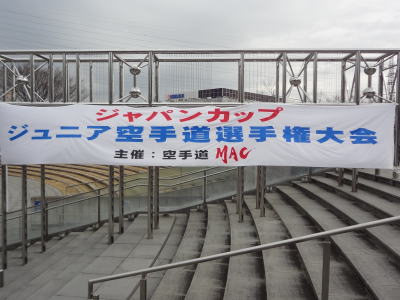 ジャパンカップ
ジュニア空手道選手権大会
主催：空手道 MAC